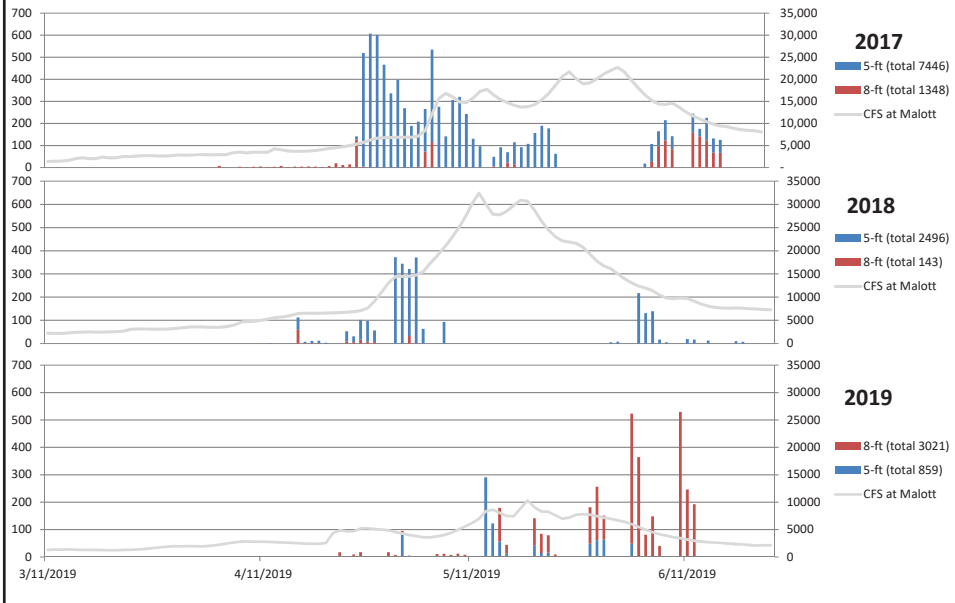 700 35,000
600 30,000
500 25,000
400 20,000
300 15,000
200 10,000
100 5,000
0 -
2017
5-ft (total 7446)
8-ft (total 1348)
CFS at Malott
700 35000
600 30000
500 25000
400 20000
300 15000
200 10000
100 5000
0 0
2018
5-ft (total 2496)
8-ft (total 143)
CFS at Malott
700 35000
600 30000
500 25000
400 20000
300 15000
200 10000
100 5000
0 0
2019
8-ft (total 3021)
5-ft (total 859)
CFS at Malott
3/11/2019 4/11/2019 5/11/2019 6/11/2019